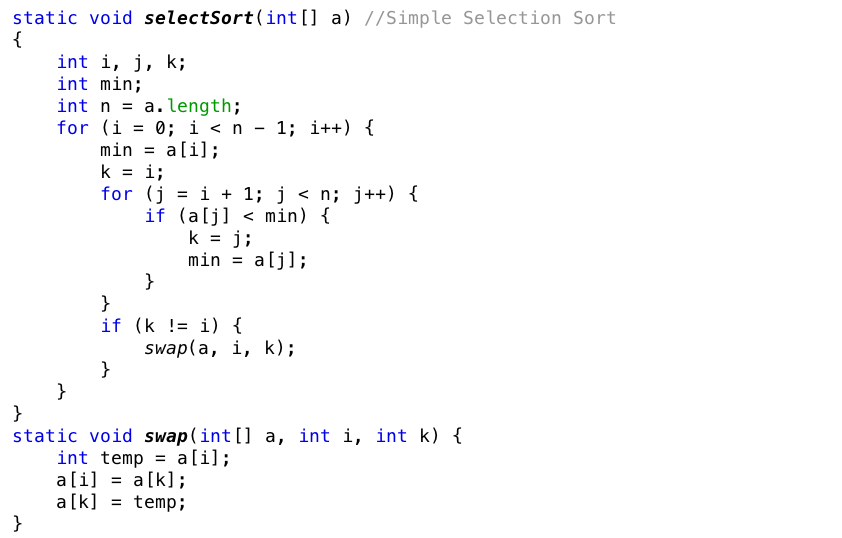 static void selectSort(int[] a) //Simple Selection Sort
{
    int i, j, k;
    int min;
    int n = a.length;
    for (i = 0; i < n - 1; i++) {
        min = a[i];
        k = i;
        for (j = i + 1; j < n; j++) {
            if (a[j] < min) {
                k = j;
                min = a[j];
            }
        }
        if (k != i) {
            swap(a, i, k);
        }
    }
}
static void swap(int[] a, int i, int k) {
    int temp = a[i];
    a[i] = a[k];
    a[k] = temp;
}